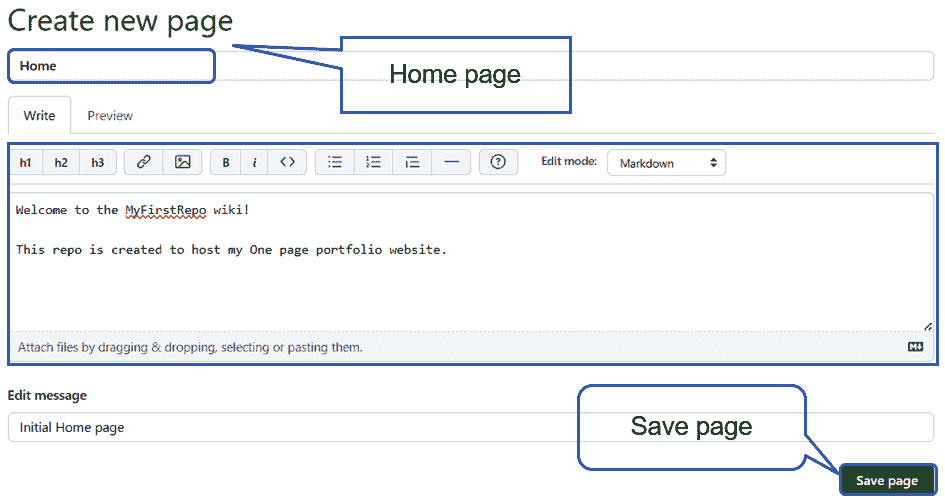 Create new page
Home
Home page
Write Preview
h1 h2 h3 B i <> Edit mode: Markdown
Welcome to the MyFirstRepo wiki!
This repo is created to host my One page portfolio website.
Attach files by dragging & dropping, selecting or pasting them.
Edit message
Initial Home page
Save page
Save page